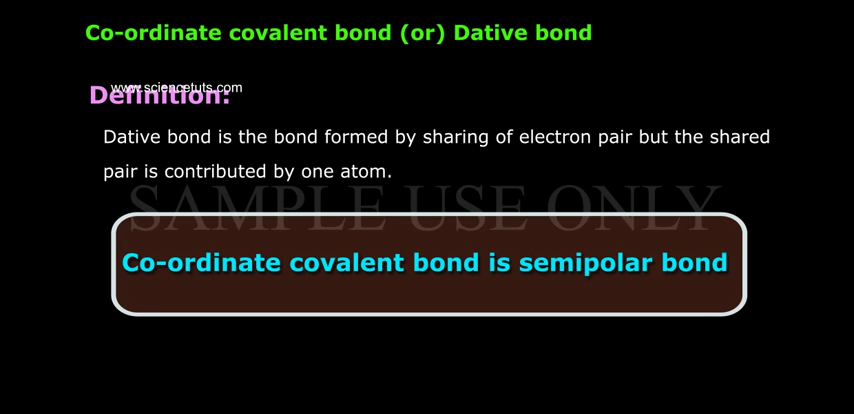 Co-ordinate covalent bond (or) Dative bond
www.sciencetuts.com
Definition:
Dative bond is the bond formed by sharing of electron pair but the shared
pair is contributed by one atom.
SAMPLE USE ONLY
Co-ordinate covalent bond is semipolar bond